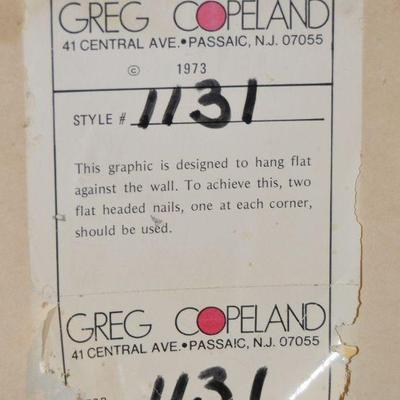 GREG COPELAND
41 CENTRAL AVE.•PASSAIC, N.J. 07055
© 1973
STYLE # 1131
This graphic is designed to hang flat
against the wall. To achieve this, two
flat headed nails, one at each corner,
should be used.
GREG COPELAND
41 CENTRAL AVE.•PASSAIC, N.J. 07055
1131